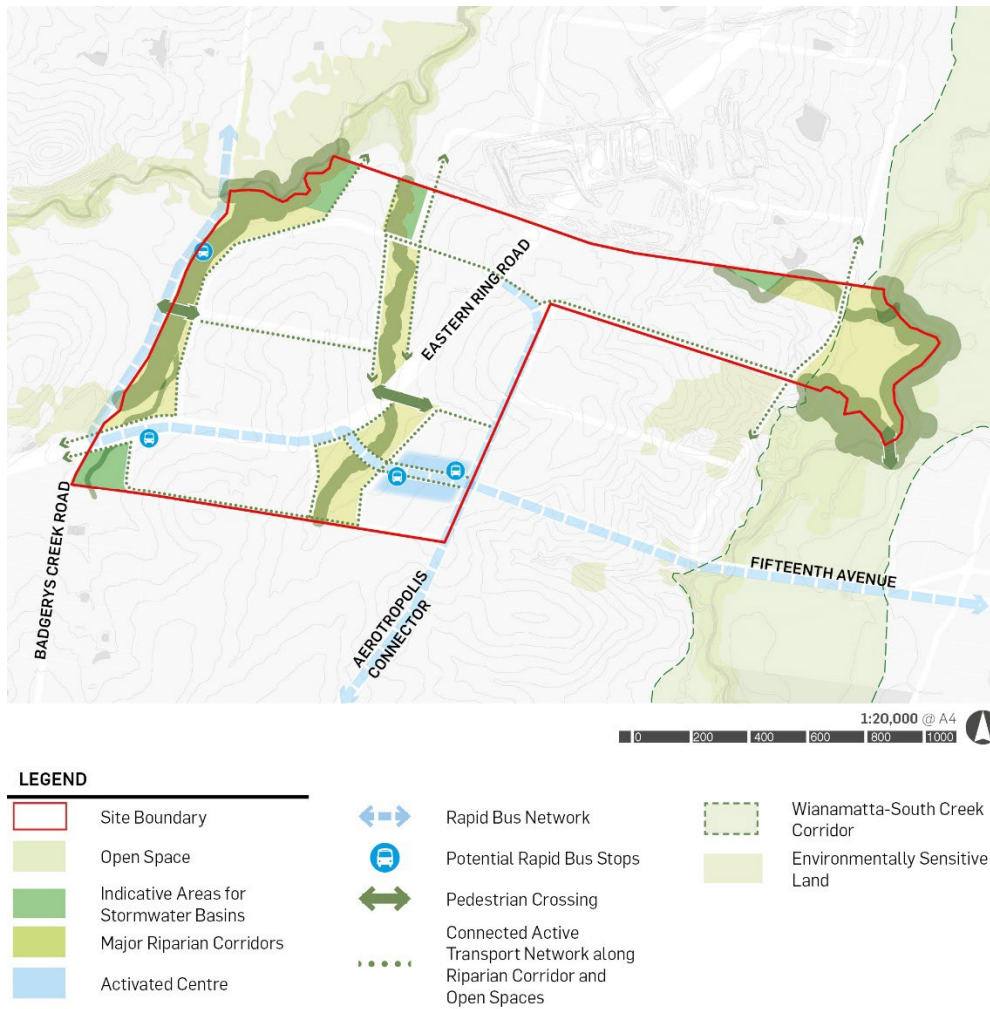 EASTERN RING ROAD
BADGERYS CREEK ROAD
AEROTROPOLIS
CONNECTOR
FIFTEENTH AVENUE
1:20,000 @ A4
0 200 400 600 800 1000
LEGEND
Site Boundary
Open Space
Indicative Areas for
Stormwater Basins
Major Riparian Corridors
Activated Centre
Rapid Bus Network
Potential Rapid Bus Stops
Pedestrian Crossing
Connected Active
Transport Network along
Riparian Corridor and
Open Spaces
Wianamatta-South Creek
Corridor
Environmentally Sensitive
Land